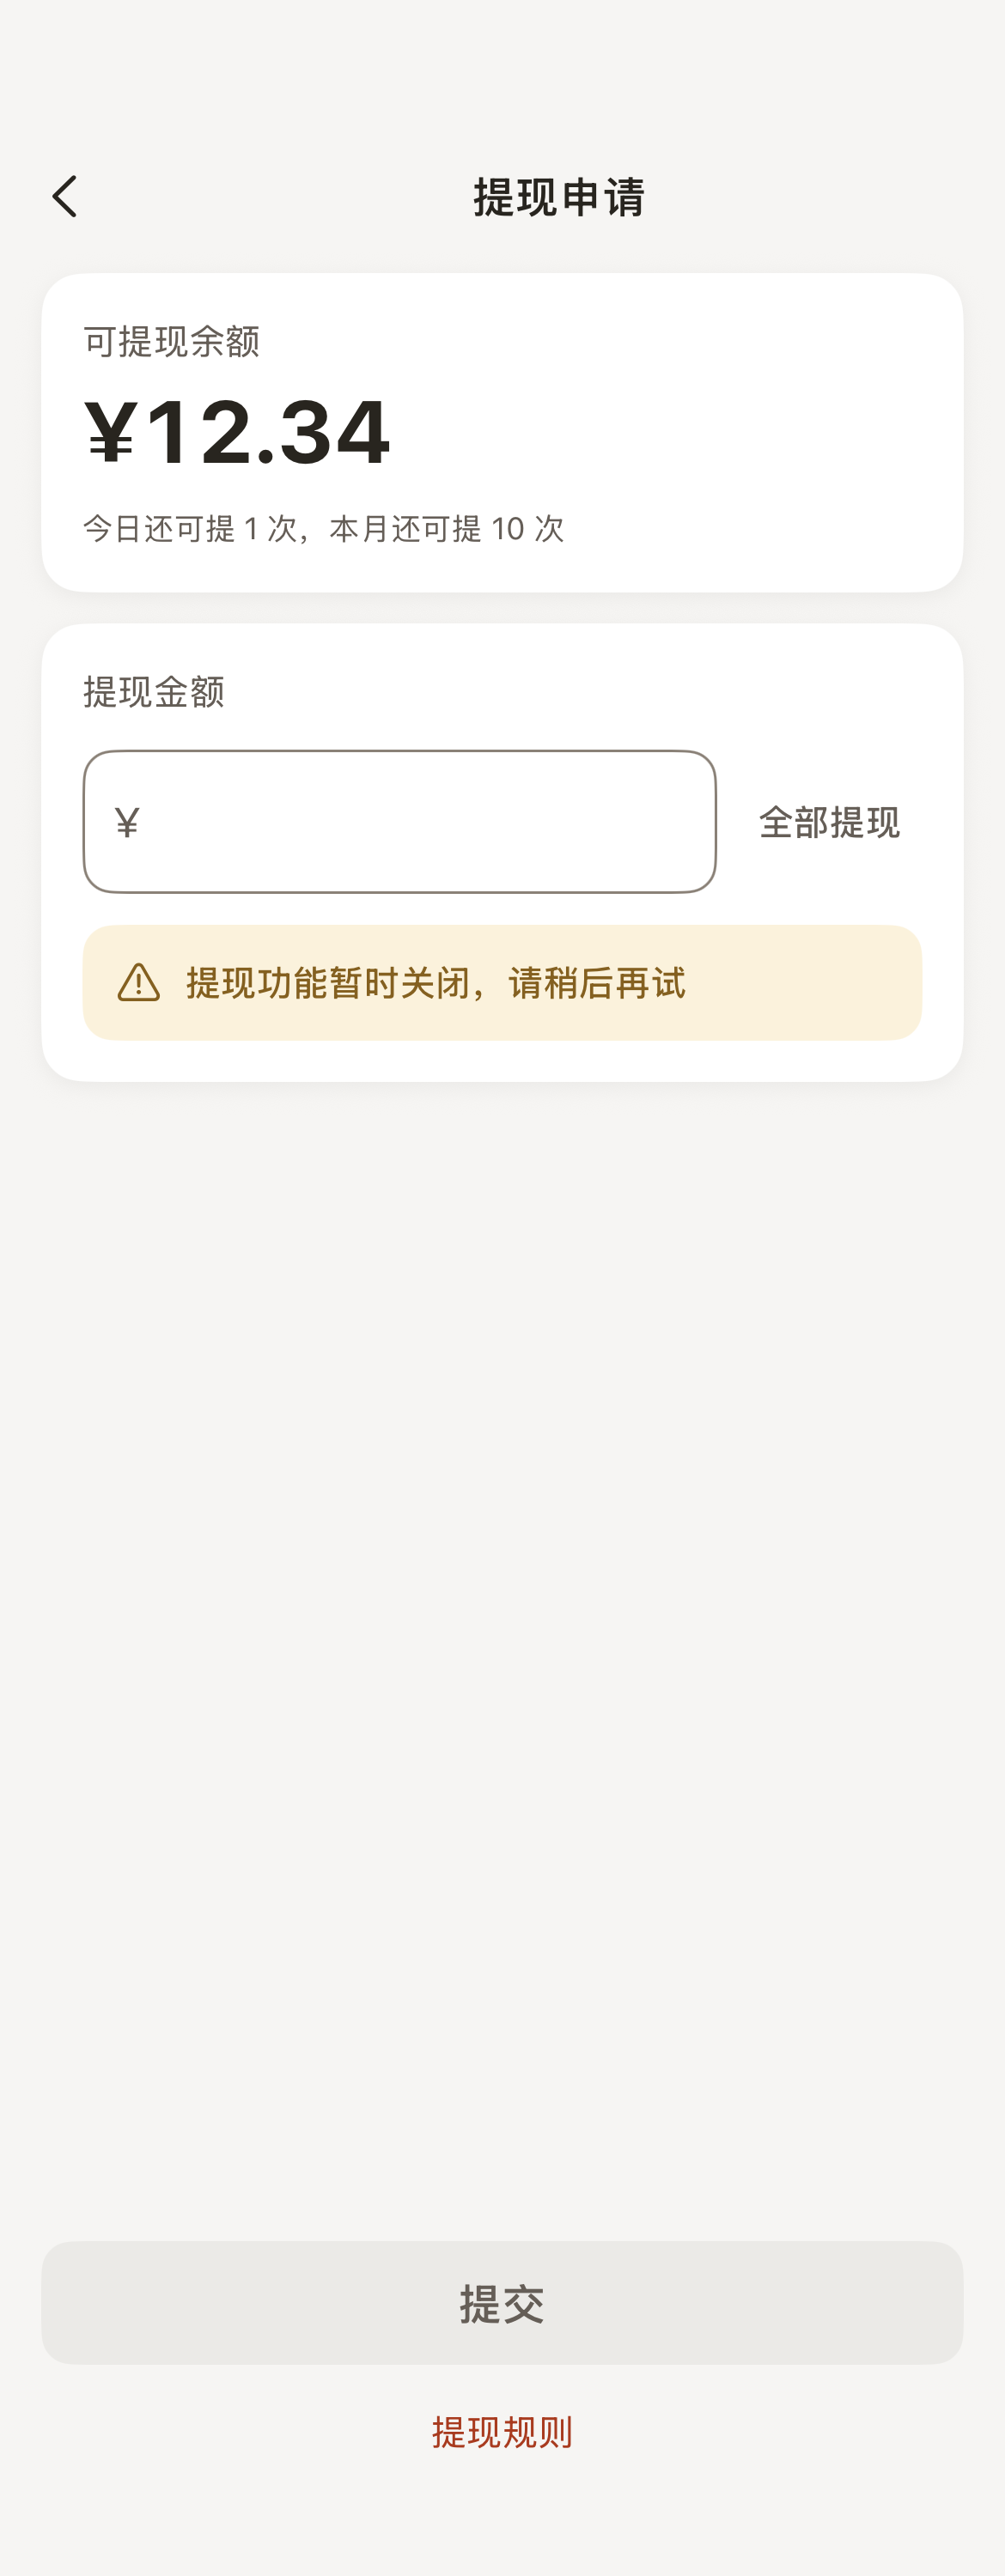 提现申请
可提现余额
¥12.34
今日还可提 1 次，本月还可提 10 次
提现金额
¥
全部提现
提现功能暂时关闭，请稍后再试
提交
提现规则